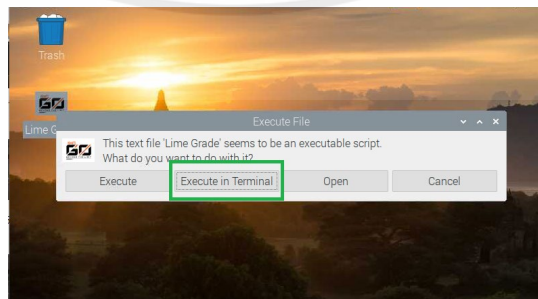 Trash
Lime G
Execute File
This text file 'Lime Grade' seems to be an executable script.
What do you want to do with it?
Execute
Execute in Terminal
Open
Cancel